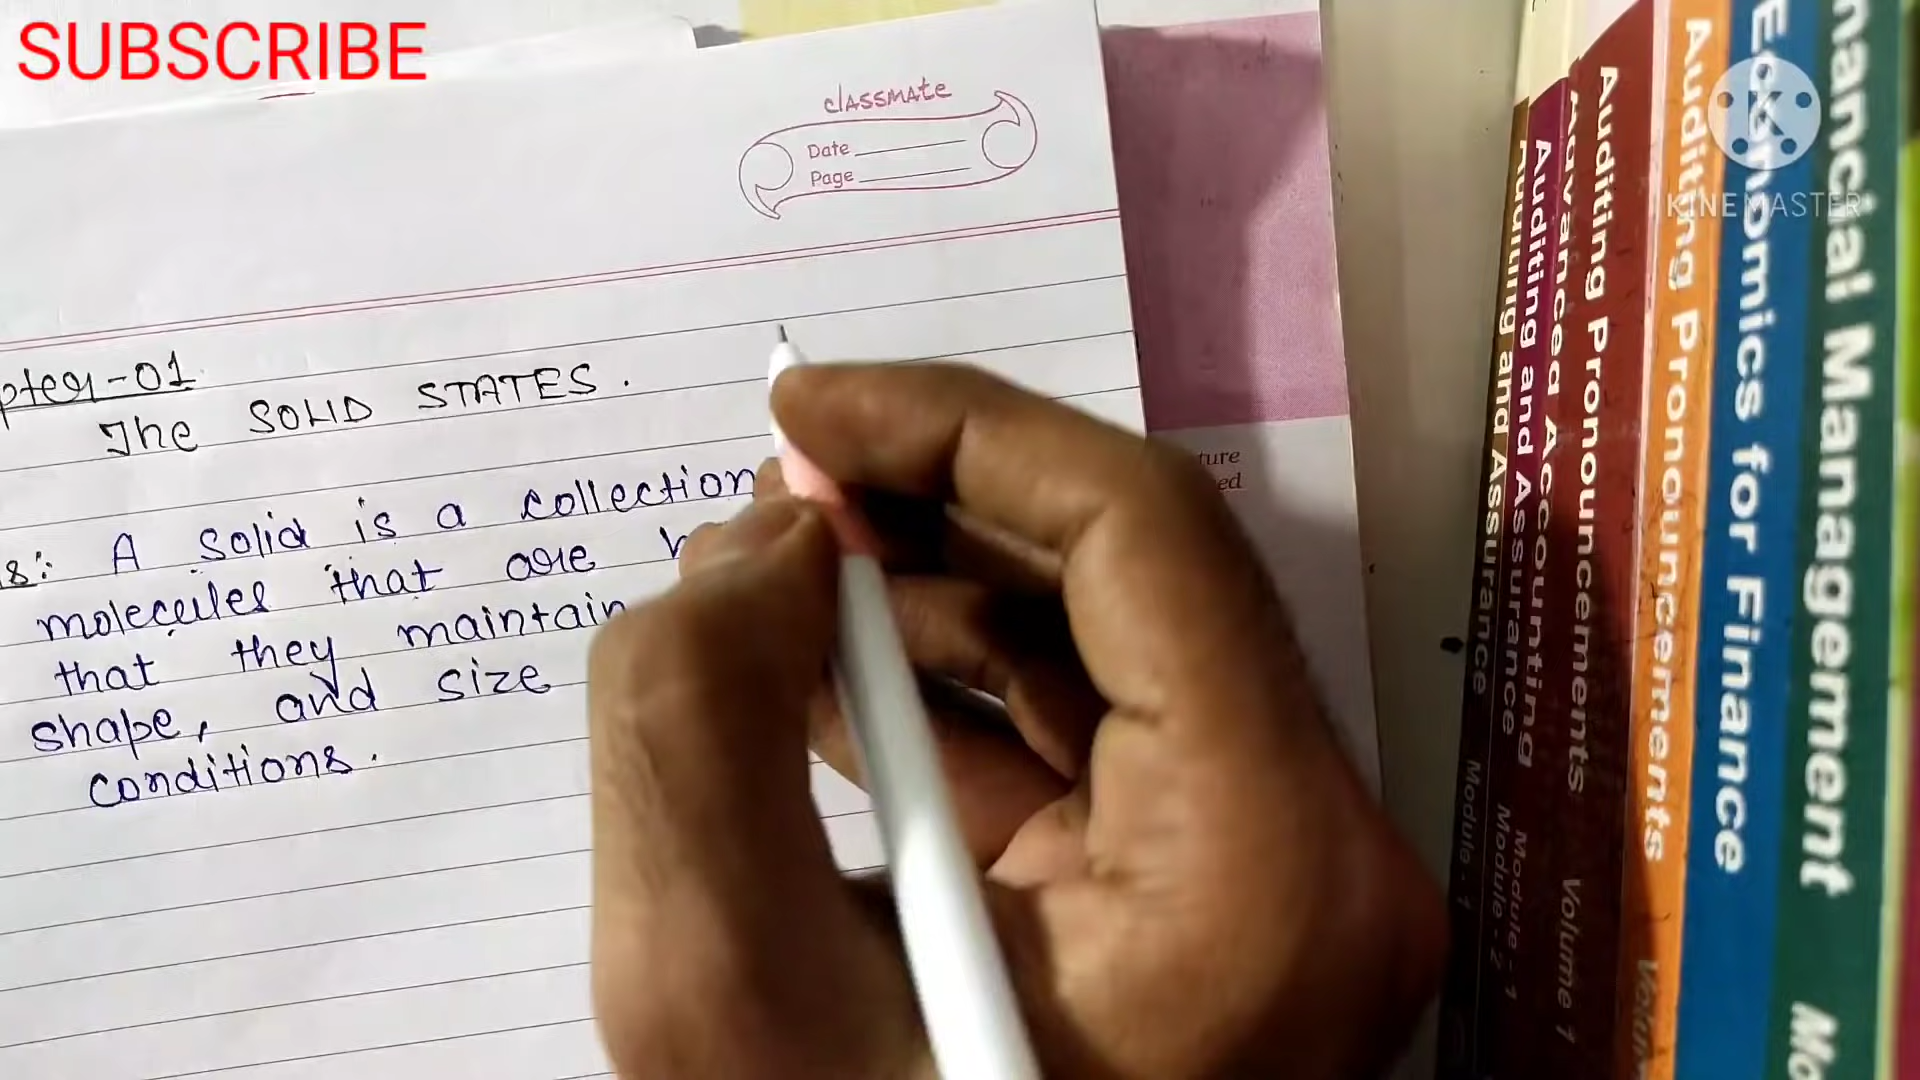 SUBSCRIBE
classmate
Date
Page
pter-01
The SOLID STATES.
s: A solid is a collection
molecules that are
that they maintain
shape, and size
conditions.
ture
ed
Auditing and Assurance Module - 1
Auditing and Assurance Module - 2
Advanced Accounting Module - 1
Auditing Pronouncements Volume 1
Auditing Pronouncements
Economics for Finance
nancial Management Mo
KINEMASTER